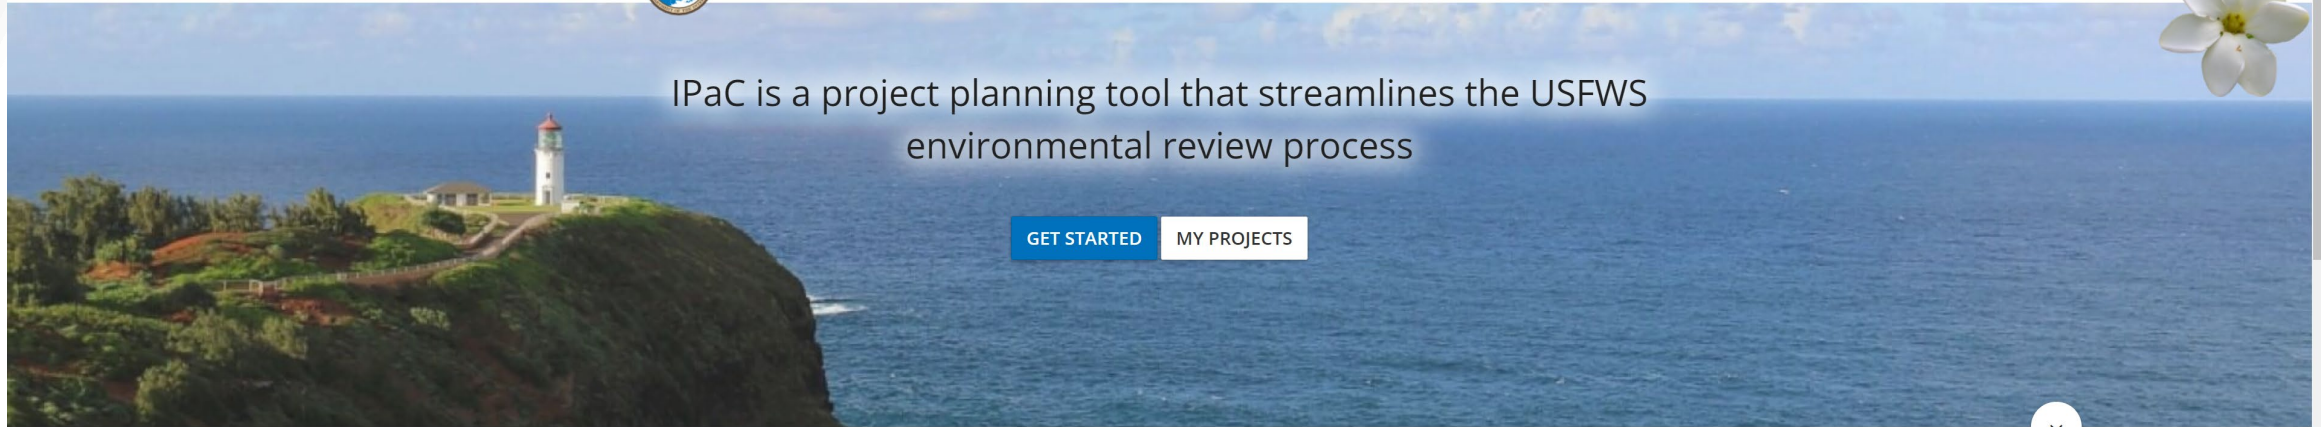 IPaC is a project planning tool that streamlines the USFWS
environmental review process
GET STARTED
MY PROJECTS